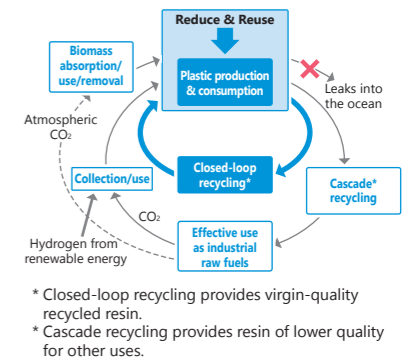 Reduce & Reuse
Biomass
absorption/
use/removal
Plastic production
& consumption
Leaks into
the ocean
Atmospheric
CO₂
Collection/use
Closed-loop
recycling*
Cascade*
recycling
CO₂
Effective use
as industrial
raw fuels
Hydrogen from
renewable energy
* Closed-loop recycling provides virgin-quality
recycled resin.
* Cascade recycling provides resin of lower quality
for other uses.